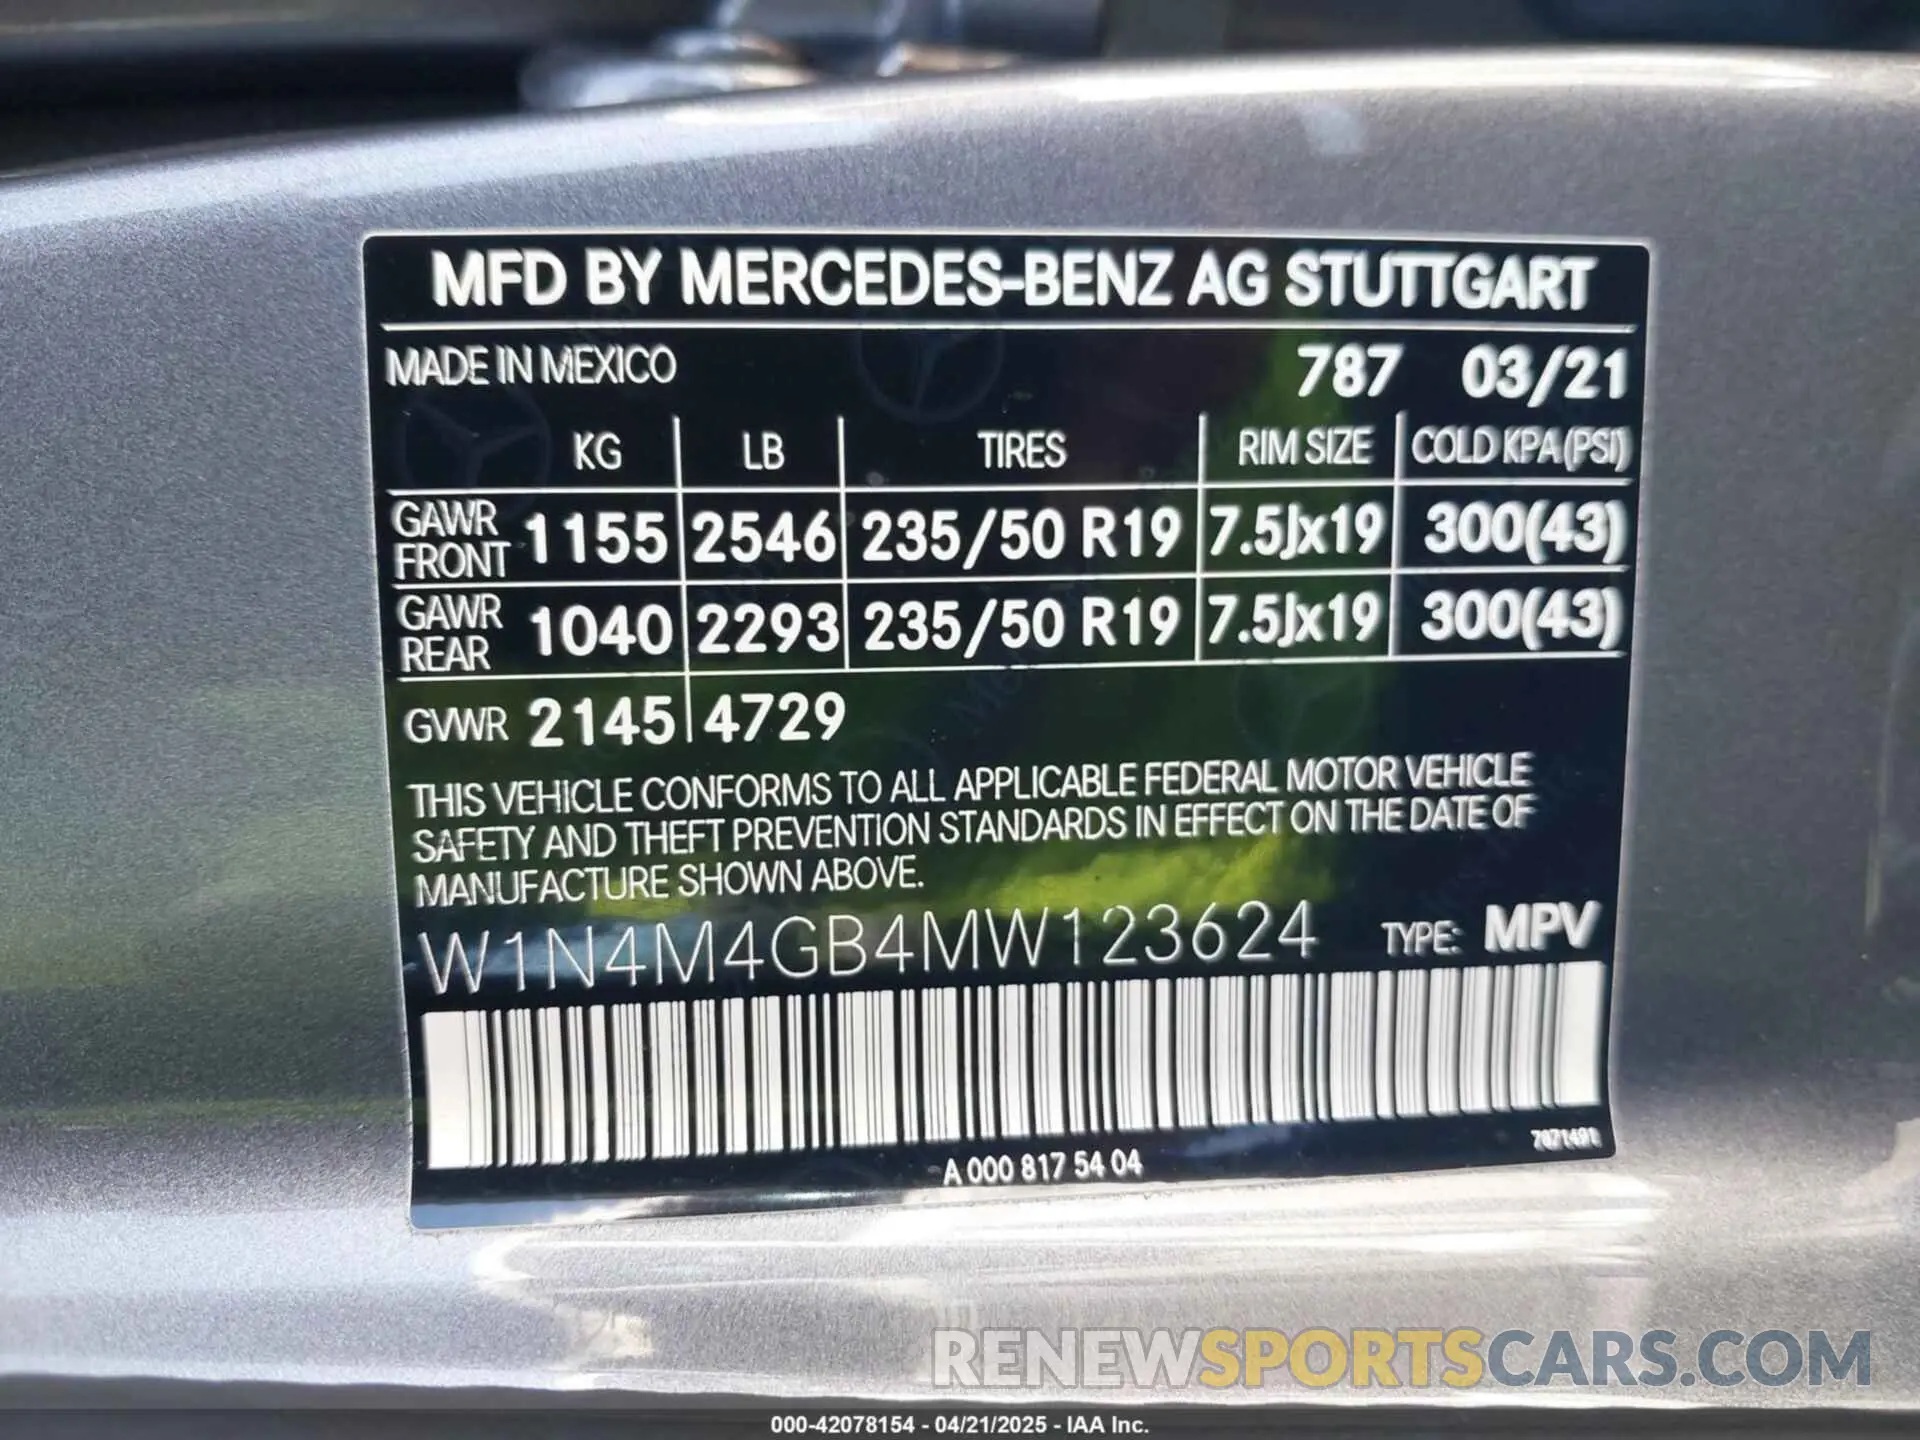 MFD BY MERCEDES-BENZ AG STUTTGART
MADE IN MEXICO 787 03/21
KG LB TIRES RIM SIZE COLD KPA (PSI)
GAWR FRONT 1155 2546 235/50 R19 7.5Jx19 300(43)
GAWR REAR 1040 2293 235/50 R19 7.5Jx19 300(43)
GVWR 2145 4729
THIS VEHICLE CONFORMS TO ALL APPLICABLE FEDERAL MOTOR VEHICLE
SAFETY AND THEFT PREVENTION STANDARDS IN EFFECT ON THE DATE OF
MANUFACTURE SHOWN ABOVE.
W1N4M4GB4MW123624 TYPE: MPV
7871491
A 000 817 54 04
RENEWSPORTSCARS.COM
000-42078154 - 04/21/2025 - IAA Inc.